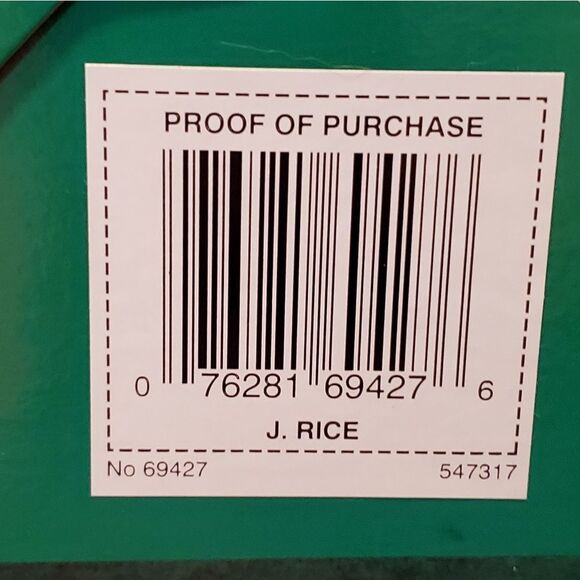 PROOF OF PURCHASE
0 76281 69427 6
J. RICE
No 69427 547317